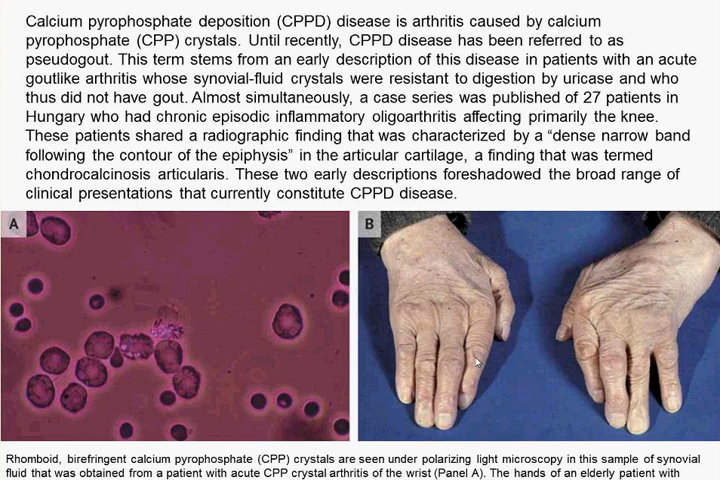 Calcium pyrophosphate deposition (CPPD) disease is arthritis caused by calcium
pyrophosphate (CPP) crystals. Until recently, CPPD disease has been referred to as
pseudogout. This term stems from an early description of this disease in patients with an acute
goutlike arthritis whose synovial-fluid crystals were resistant to digestion by uricase and who
thus did not have gout. Almost simultaneously, a case series was published of 27 patients in
Hungary who had chronic episodic inflammatory oligoarthritis affecting primarily the knee.
These patients shared a radiographic finding that was characterized by a “dense narrow band
following the contour of the epiphysis” in the articular cartilage, a finding that was termed
chondrocalcinosis articularis. These two early descriptions foreshadowed the broad range of
clinical presentations that currently constitute CPPD disease.
A
B
Rhomboid, birefringent calcium pyrophosphate (CPP) crystals are seen under polarizing light microscopy in this sample of synovial
fluid that was obtained from a patient with acute CPP crystal arthritis of the wrist (Panel A). The hands of an elderly patient with